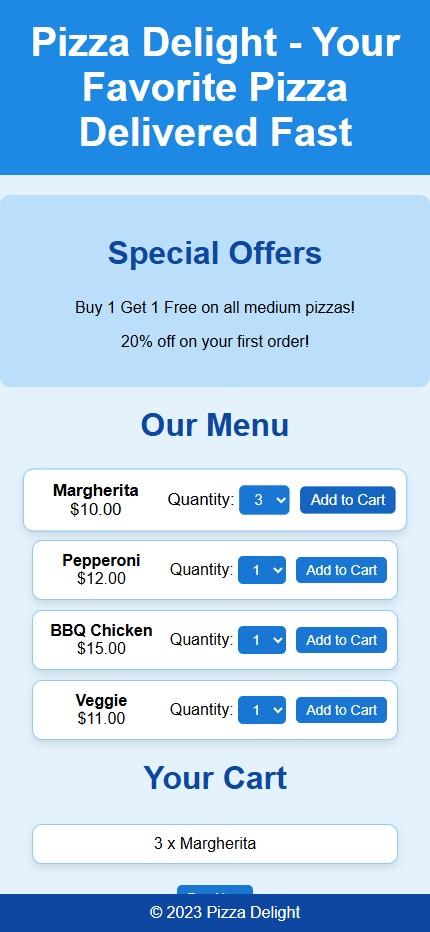 Pizza Delight - Your
Favorite Pizza
Delivered Fast
Special Offers
Buy 1 Get 1 Free on all medium pizzas!
20% off on your first order!
Our Menu
Margherita
$10.00
Quantity: 3 Add to Cart
Pepperoni
$12.00
Quantity: 1 Add to Cart
BBQ Chicken
$15.00
Quantity: 1 Add to Cart
Veggie
$11.00
Quantity: 1 Add to Cart
Your Cart
3 x Margherita
© 2023 Pizza Delight